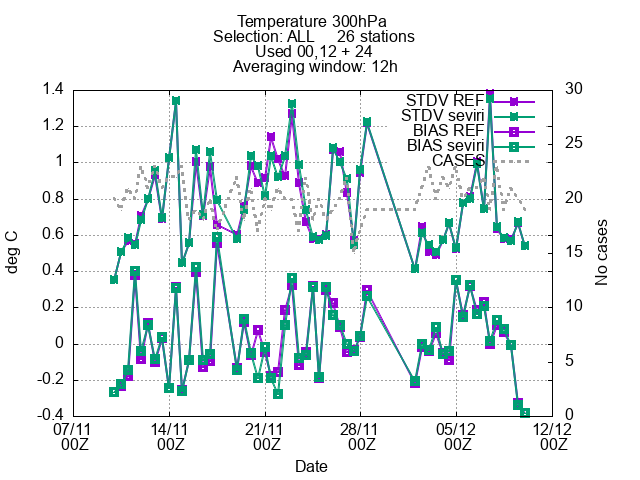 Temperature 300hPa
Selection: ALL 26 stations
Used 00,12 + 24
Averaging window: 12h
1.4
1.2
1
0.8
0.6
0.4
0.2
0
-0.2
-0.4
deg C
STDV REF
STDV seviri
BIAS REF
BIAS seviri
CASES
30
25
20
15
10
5
0
No cases
07/11 14/11 21/11 28/11 05/12 12/12
00Z 00Z 00Z 00Z 00Z 00Z
Date